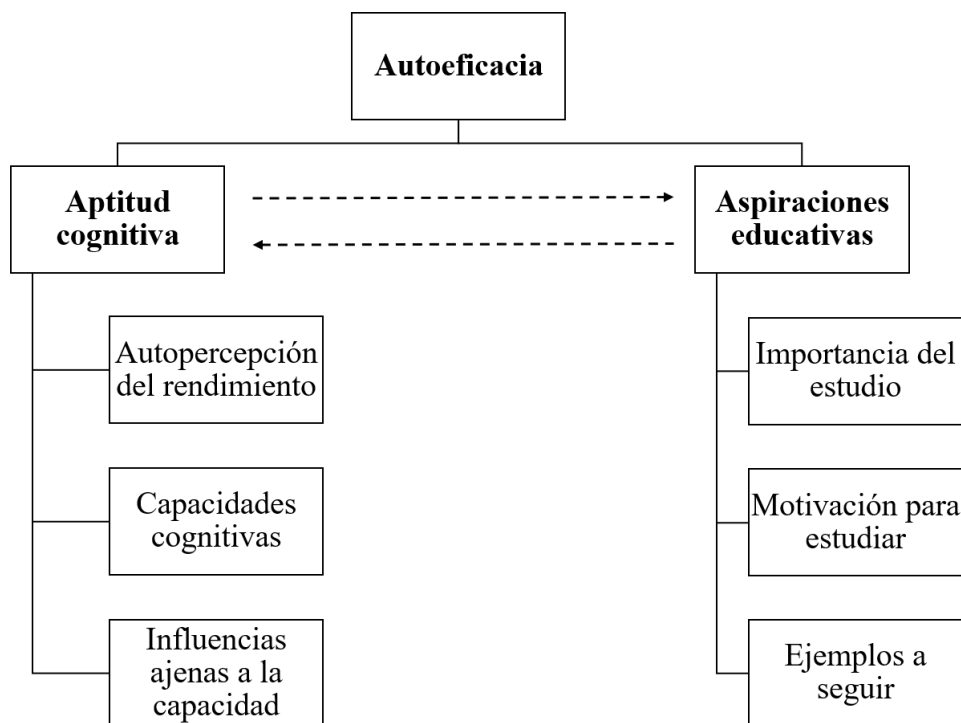 Autoeficacia
Aptitud
cognitiva
Aspiraciones
educativas
Autopercepción
del rendimiento
Capacidades
cognitivas
Influencias
ajenas a la
capacidad
Importancia del
estudio
Motivación para
estudiar
Ejemplos a
seguir